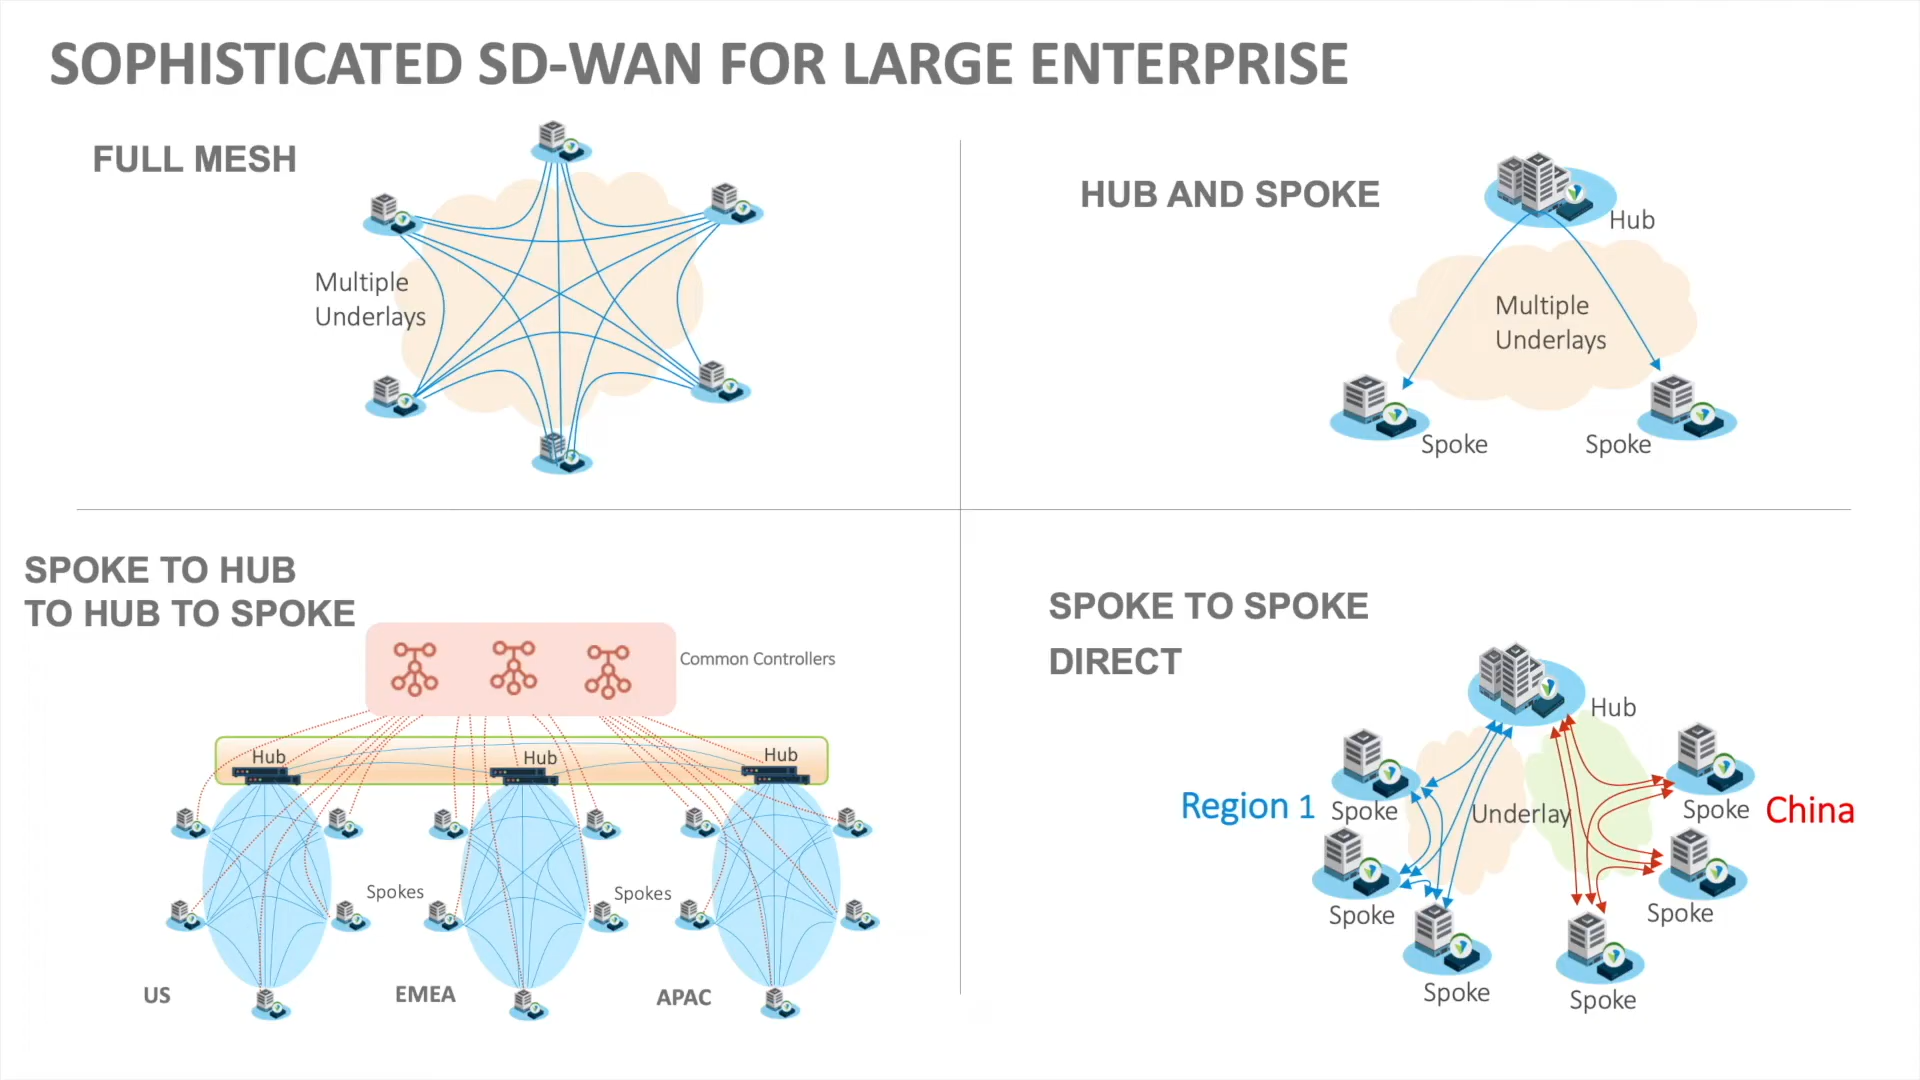 SOPHISTICATED SD-WAN FOR LARGE ENTERPRISE
FULL MESH
Multiple
Underlays
HUB AND SPOKE
Hub
Multiple
Underlays
Spoke
Spoke
SPOKE TO HUB
TO HUB TO SPOKE
Common Controllers
Hub
Hub
Hub
Spokes
Spokes
US
EMEA
APAC
SPOKE TO SPOKE
DIRECT
Hub
Region 1
Spoke
Underlay
Spoke
China
Spoke
Spoke
Spoke
Spoke